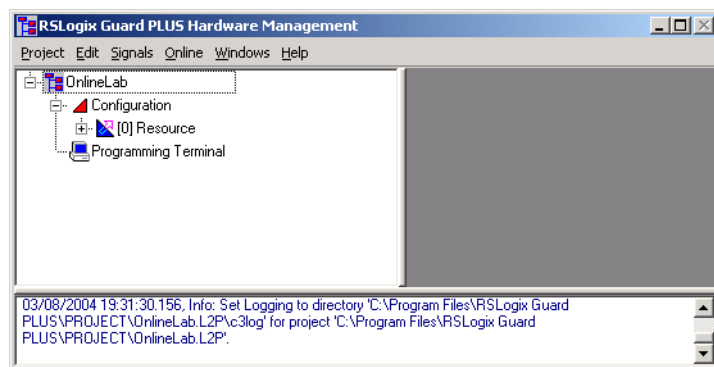 RSLogix Guard PLUS Hardware Management
Project Edit Signals Online Windows Help
OnlineLab
Configuration
[0] Resource
Programming Terminal
03/08/2004 19:31:30.156, Info: Set Logging to directory 'C:\Program Files\RSLogix Guard
PLUS\PROJECT\OnlineLab.L2P\c3log' for project 'C:\Program Files\RSLogix Guard
PLUS\PROJECT\OnlineLab.L2P'.